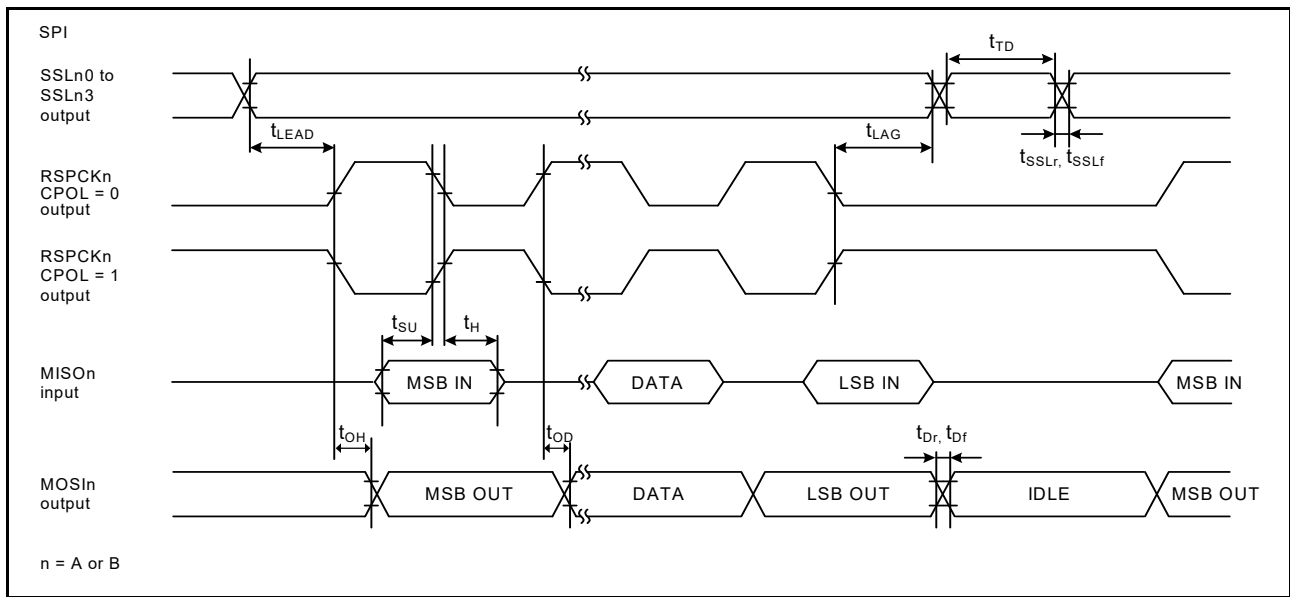 SPI
SSLn0 to
SSLn3
output
tTD
tLEAD
tLAG
tSSLr, tSSLf
RSPCKn
CPOL = 0
output
RSPCKn
CPOL = 1
output
tSU
tH
MISOn
input
MSB IN
DATA
LSB IN
MSB IN
tOH
tOD
tDr, tDf
MOSIn
output
MSB OUT
DATA
LSB OUT
IDLE
MSB OUT
n = A or B